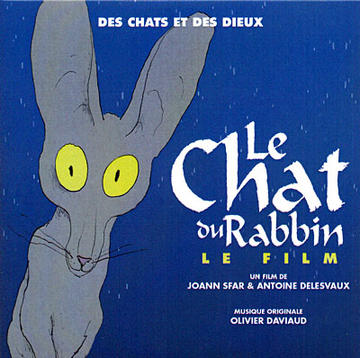 DES CHATS ET DES DIEUX
Le
Chat
du Rabbin
LE FILM
UN FILM DE
JOANN SFAR & ANTOINE DELESVAUX
MUSIQUE ORIGINALE
OLIVIER DAVIAUD